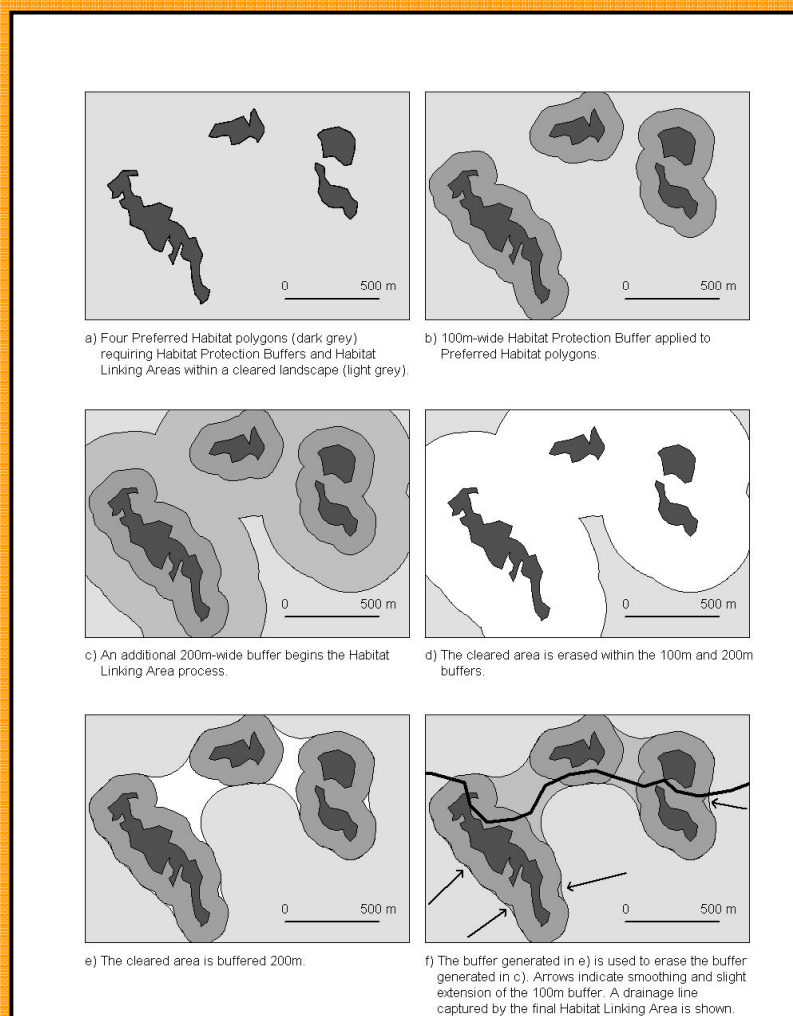 0 500 m
a) Four Preferred Habitat polygons (dark grey)
requiring Habitat Protection Buffers and Habitat
Linking Areas within a cleared landscape (light grey).
0 500 m
b) 100m-wide Habitat Protection Buffer applied to
Preferred Habitat polygons.
0 500 m
c) An additional 200m-wide buffer begins the Habitat
Linking Area process.
0 500 m
d) The cleared area is erased within the 100m and 200m
buffers.
0 500 m
e) The cleared area is buffered 200m.
0 500 m
f) The buffer generated in e) is used to erase the buffer
generated in c). Arrows indicate smoothing and slight
extension of the 100m buffer. A drainage line
captured by the final Habitat Linking Area is shown.